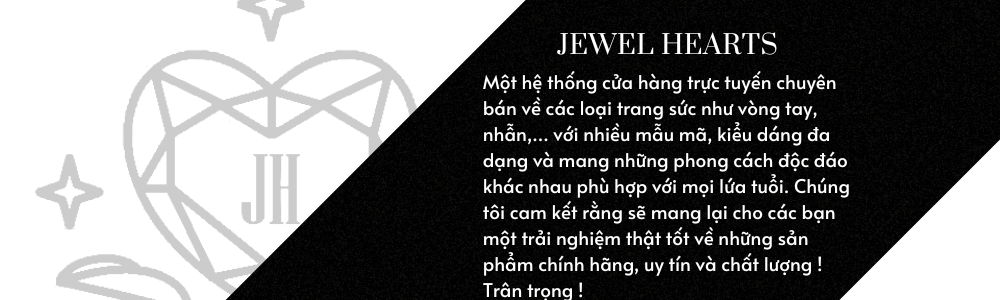 JEWEL HEARTS
Một hệ thống cửa hàng trực tuyến chuyên
bán về các loại trang sức như vòng tay,
nhẫn,... với nhiều mẫu mã, kiểu dáng đa
dạng và mang những phong cách độc đáo
khác nhau phù hợp với mọi lứa tuổi. Chúng
tôi cam kết rằng sẽ mang lại cho các bạn
một trải nghiệm thật tốt về những sản
phẩm chính hãng, uy tín và chất lượng !
Trân trọng !
JH